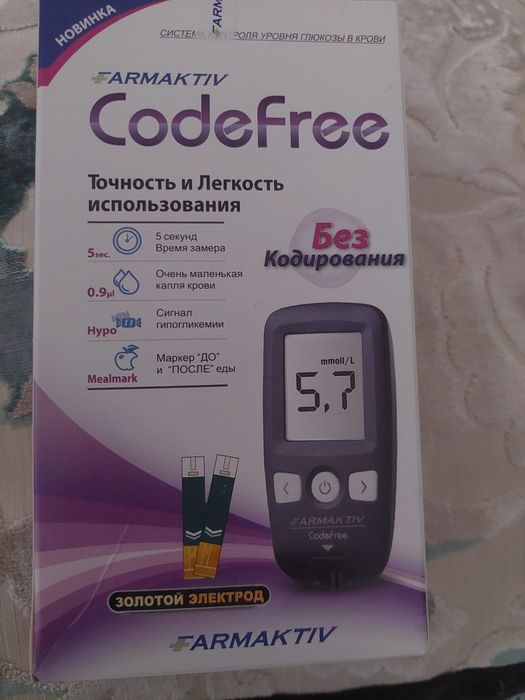 НОВИНКА
FARMAK
СИСТЕМА КОНТРОЛЯ УРОВНЯ ГЛЮКОЗЫ В КРОВИ
FARMAKTIV
CodeFree
Точность и Легкость
использования
5sec.
5 секунд
Время замера
0.9µl
Очень маленькая
капля крови
Hypo
Сигнал
гипогликемии
Mealmark
Маркер "ДО"
и "ПОСЛЕ" еды
Без
Кодирования
mmoll/L
5,7
FARMAKTIV
CodeFree
ЗОЛОТОЙ ЭЛЕКТРОД
FARMAKTIV